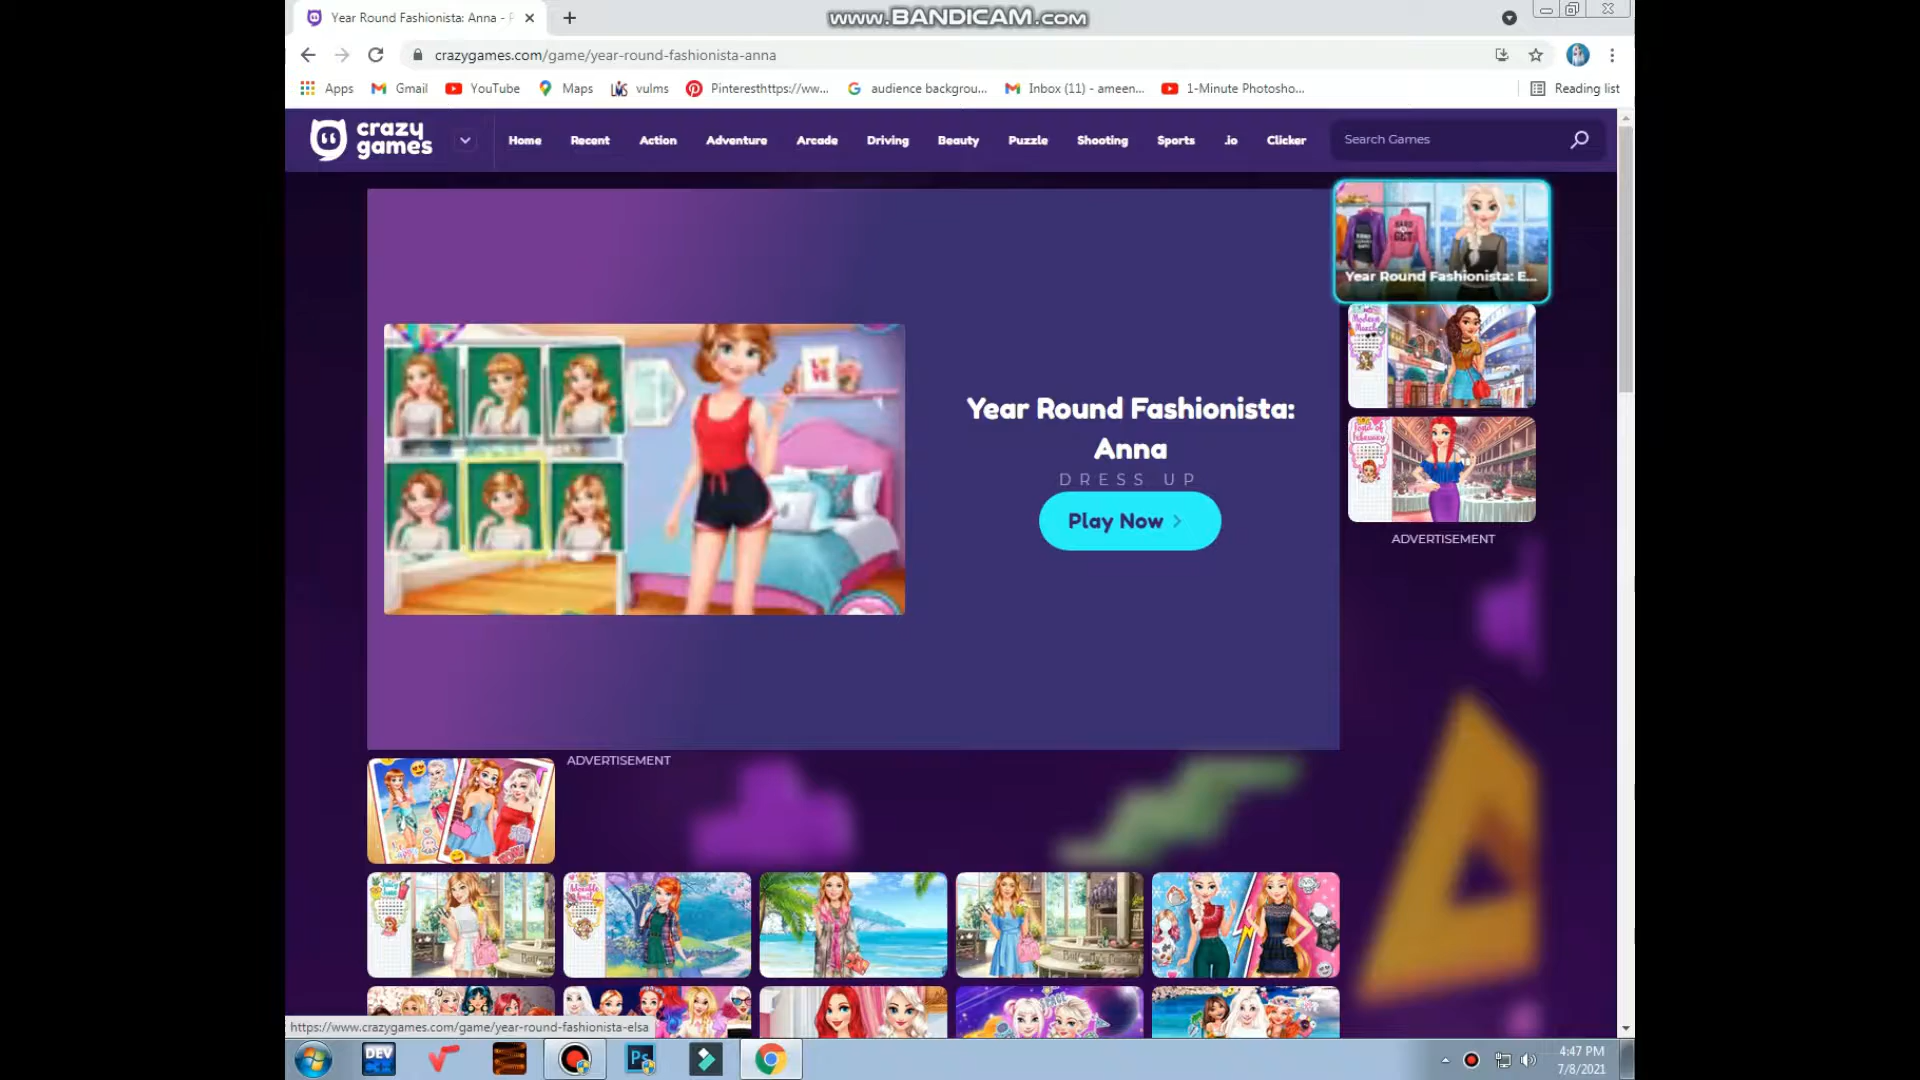 Year Round Fashionista: Anna - P
www.BANDICAM.com
crazygames.com/game/year-round-fashionista-anna
Apps
Gmail
YouTube
Maps
vulms
Pinteresthttps://ww...
audience backgrou...
Inbox (11) - ameen...
1-Minute Photosho...
Reading list
crazy
games
Home
Recent
Action
Adventure
Arcade
Driving
Beauty
Puzzle
Shooting
Sports
.io
Clicker
Search Games
Year Round Fashionista: E...
Year Round Fashionista:
Anna
DRESS UP
Play Now
ADVERTISEMENT
ADVERTISEMENT
https://www.crazygames.com/game/year-round-fashionista-elsa
DEV
Ps
4:47 PM
7/8/2021